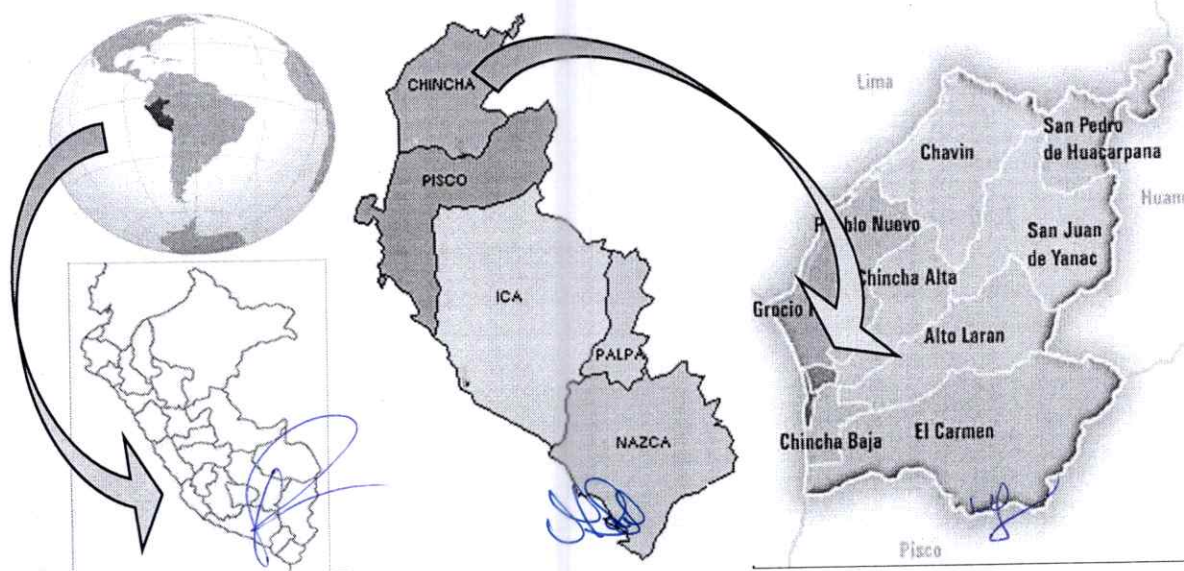 CHINCHA
PISCO
ICA
PALPA
NAZCA
Lima
San Pedro
de Huacarpana
Chavin
Pueblo Nuevo
San Juan
de Yanac
Chincha Alta
Grocio
Alto Laran
El Carmen
Chincha Baja
Pisco